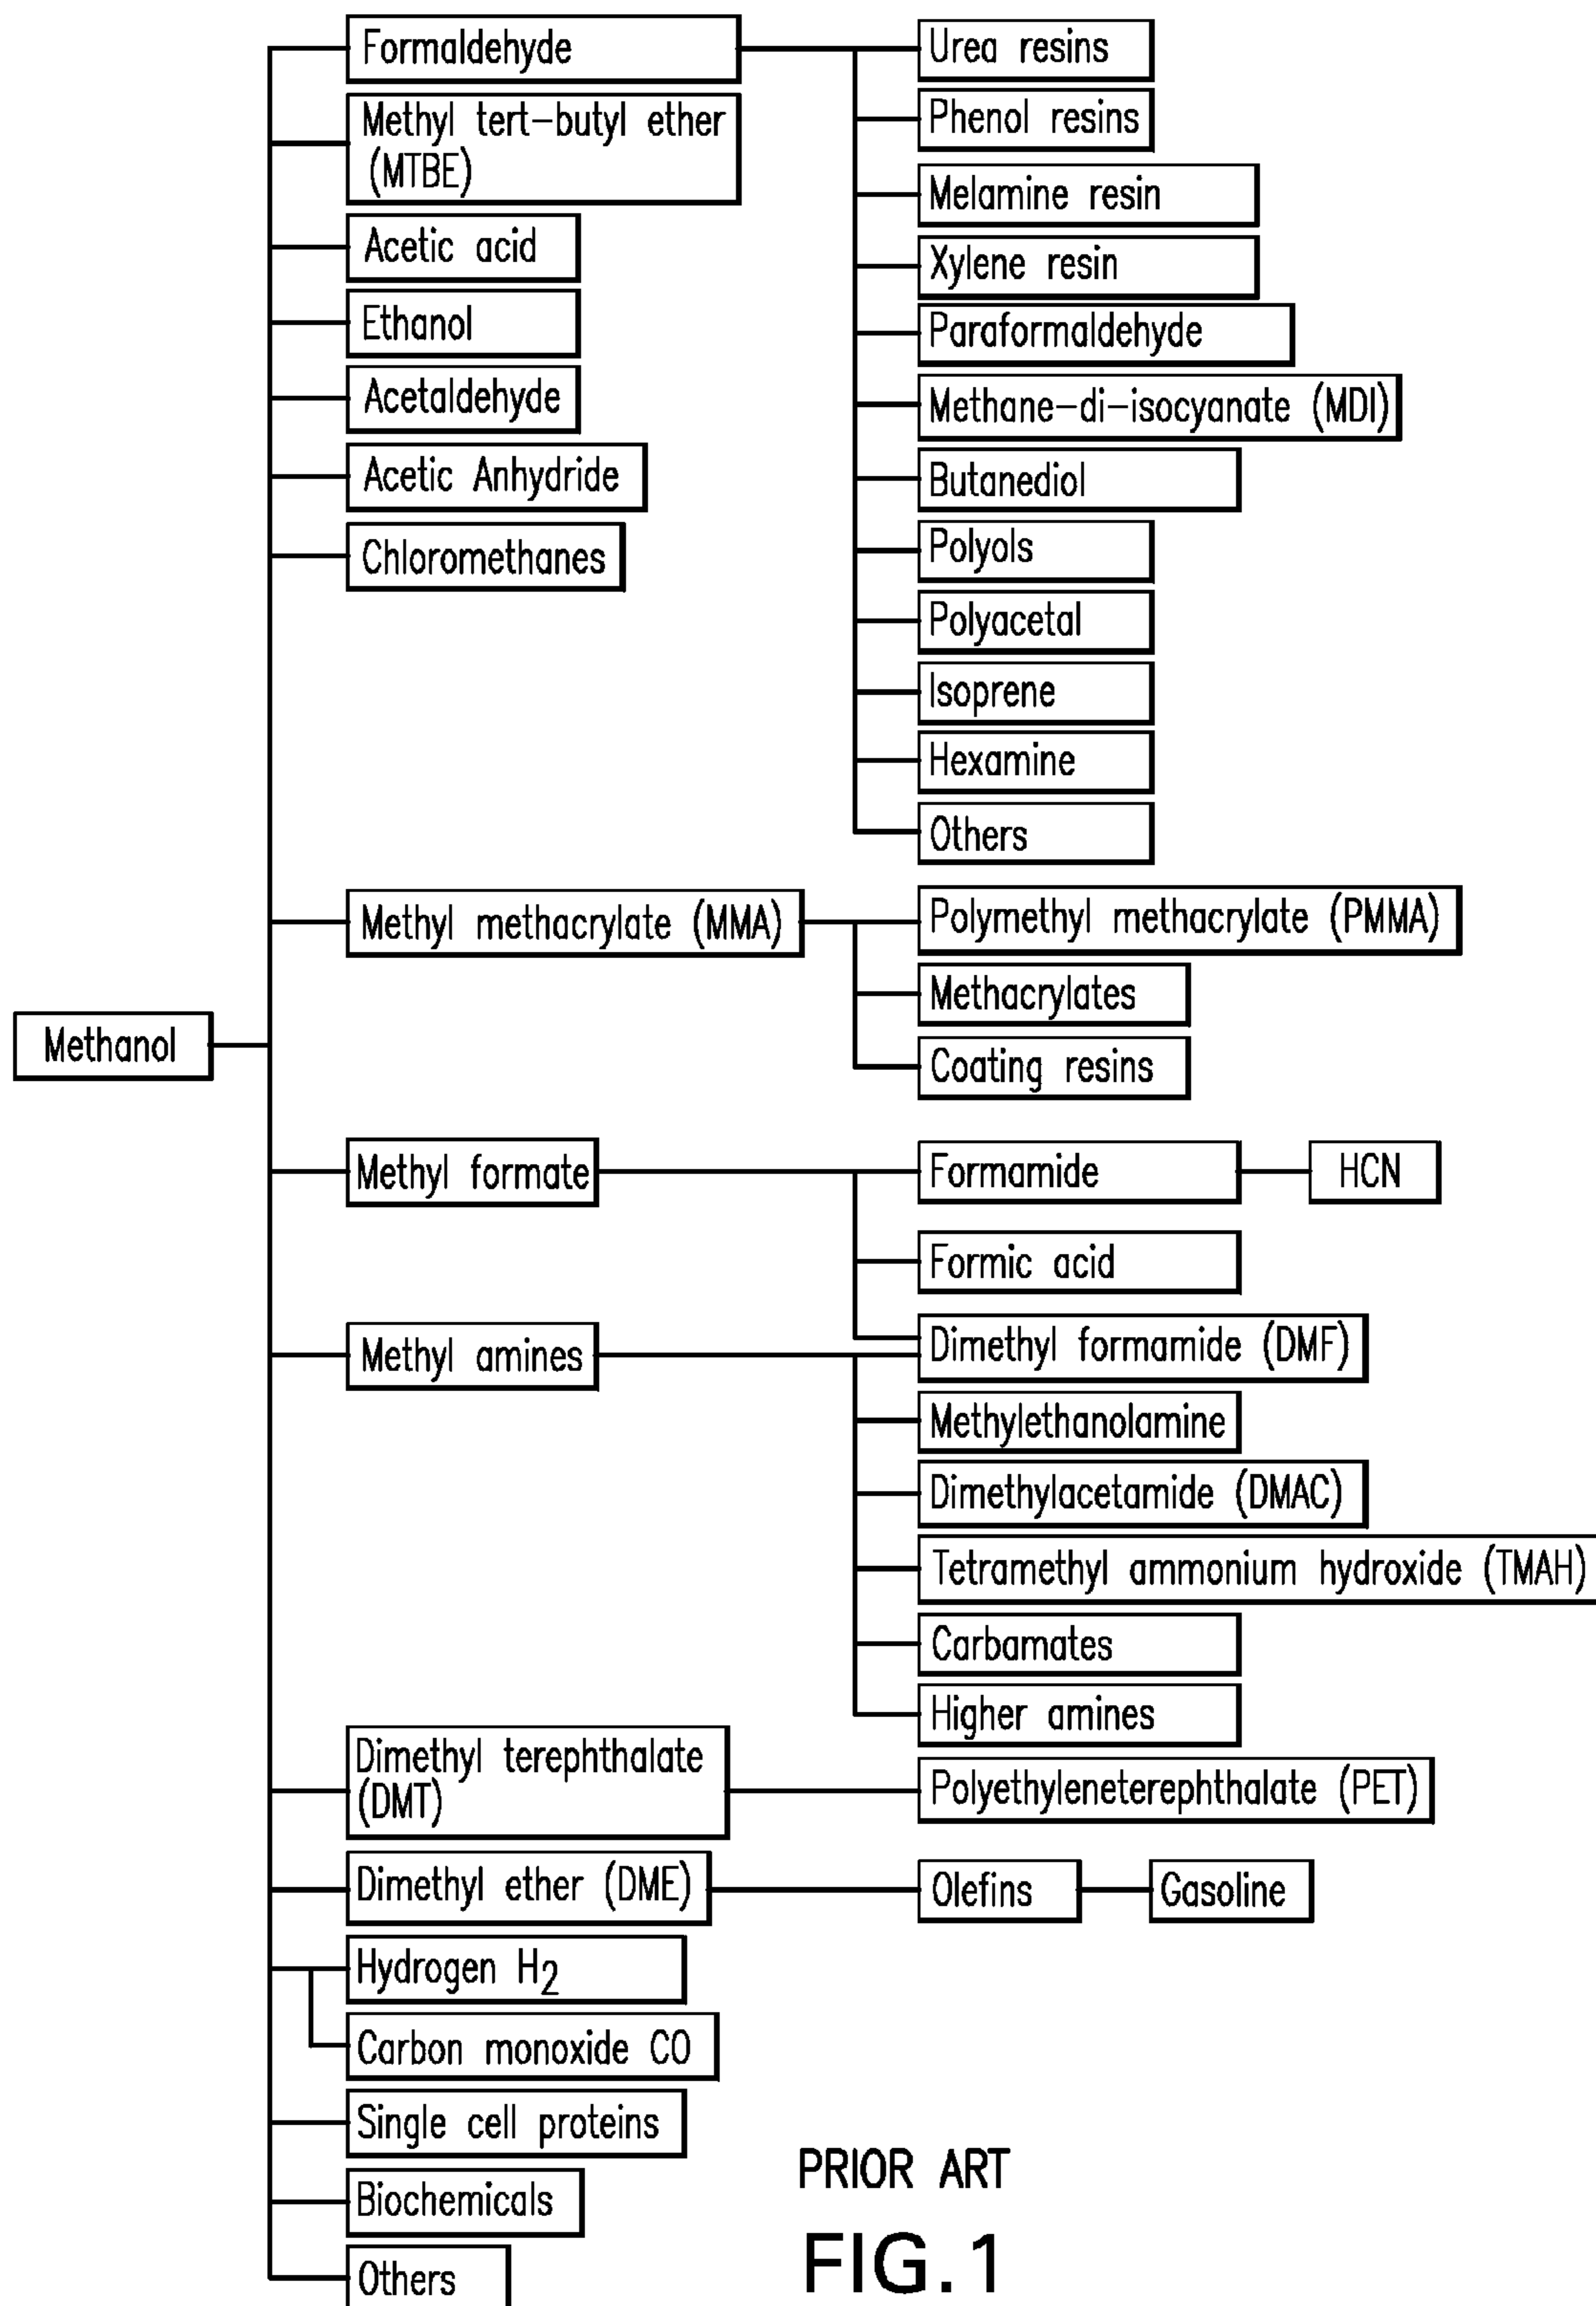 Formaldehyde
Urea resins
Phenol resins
Melamine resin
Xylene resin
Paraformaldehyde
Methane-di-isocyanate (MDI)
Butanediol
Polyols
Polyacetal
Isoprene
Hexamine
Others
Methyl tert-butyl ether
(MTBE)
Acetic acid
Ethanol
Acetaldehyde
Acetic Anhydride
Chloromethanes
Methyl methacrylate (MMA)
Polymethyl methacrylate (PMMA)
Methacrylates
Coating resins
Methanol
Methyl formate
Formamide
HCN
Formic acid
Dimethyl formamide (DMF)
Methyl amines
Methylethanolamine
Dimethylacetamide (DMAC)
Tetramethyl ammonium hydroxide (TMAH)
Carbamates
Higher amines
Dimethyl terephthalate
(DMT)
Polyethyleneterephthalate (PET)
Dimethyl ether (DME)
Olefins
Gasoline
Hydrogen H2
Carbon monoxide CO
Single cell proteins
Biochemicals
Others
PRIOR ART
FIG.1